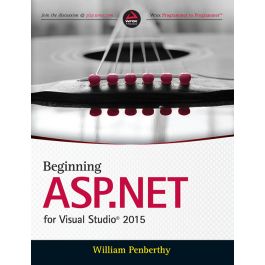 Join the discussion @ p2p.wrox.com
wrox
Wrox Programmer to Programmer™
Beginning
ASP.NET
for Visual Studio® 2015
William Penberthy